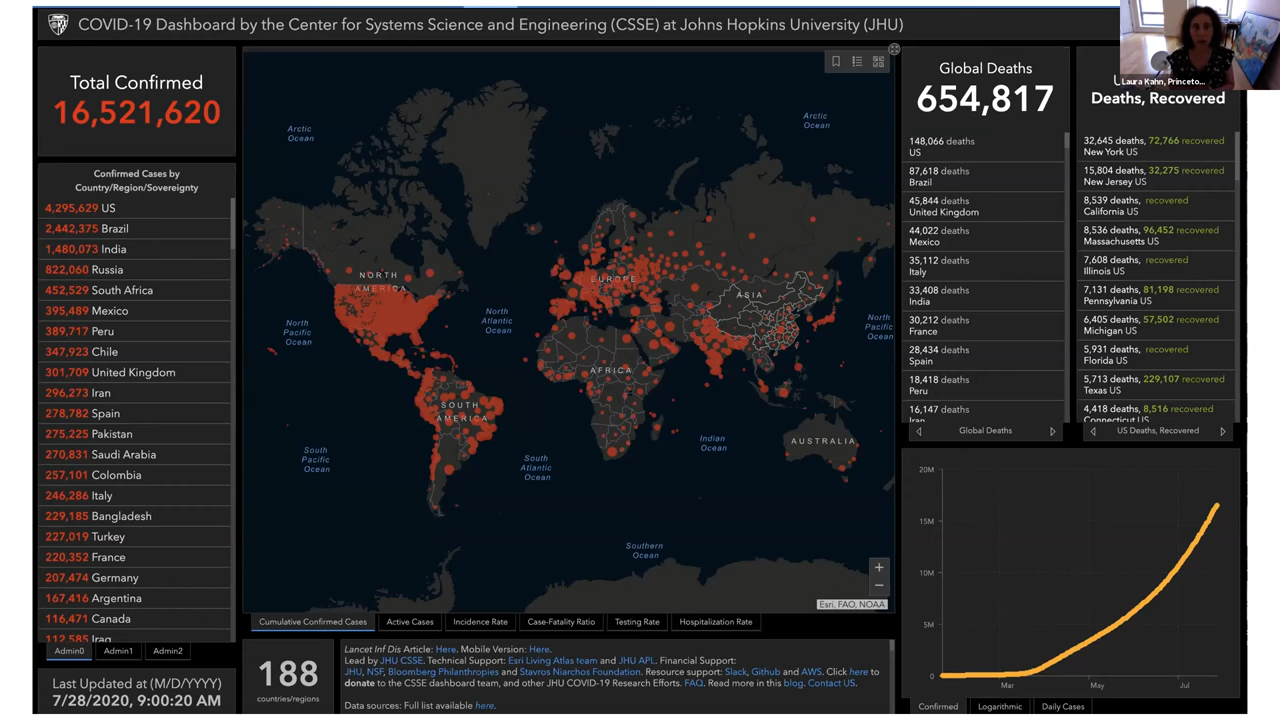 COVID-19 Dashboard by the Center for Systems Science and Engineering (CSSE) at Johns Hopkins University (JHU)
Laura Kahn, Princeto...
Total Confirmed
16,521,620
Confirmed Cases by
Country/Region/Sovereignty
4,295,629 US
2,442,375 Brazil
1,480,073 India
822,060 Russia
452,529 South Africa
395,489 Mexico
389,717 Peru
347,923 Chile
301,709 United Kingdom
296,273 Iran
278,782 Spain
275,225 Pakistan
270,831 Saudi Arabia
257,101 Colombia
246,286 Italy
229,185 Bangladesh
227,019 Turkey
220,352 France
207,474 Germany
167,416 Argentina
116,471 Canada
112,585 Iraq
Admin0
Admin1
Admin2
Last Updated at (M/D/YYYY)
7/28/2020, 9:00:20 AM
Arctic
Ocean
Arctic
Ocean
NORTH
AMERICA
EUROPE
ASIA
North
Pacific
Ocean
North
Atlantic
Ocean
North
Pacific
Ocean
AFRICA
SOUTH
AMERICA
Indian
Ocean
AUSTRALIA
South
Pacific
Ocean
South
Atlantic
Ocean
Southern
Ocean
+
−
Esri, FAO, NOAA
Cumulative Confirmed Cases
Active Cases
Incidence Rate
Case-Fatality Ratio
Testing Rate
Hospitalization Rate
188
countries/regions
Lancet Inf Dis Article: Here. Mobile Version: Here.
Lead by JHU CSSE. Technical Support: Esri Living Atlas team and JHU APL. Financial Support:
JHU, NSF, Bloomberg Philanthropies and Stavros Niarchos Foundation. Resource support: Slack, Github and AWS. Click here to
donate to the CSSE dashboard team, and other JHU COVID-19 Research Efforts. FAQ. Read more in this blog. Contact US.
Data sources: Full list available here.
Global Deaths
654,817
148,066 deaths
US
87,618 deaths
Brazil
45,844 deaths
United Kingdom
44,022 deaths
Mexico
35,112 deaths
Italy
33,408 deaths
India
30,212 deaths
France
28,434 deaths
Spain
18,418 deaths
Peru
16,147 deaths
Iran
Global Deaths
Deaths, Recovered
32,645 deaths, 72,766 recovered
New York US
15,804 deaths, 32,275 recovered
New Jersey US
8,539 deaths, recovered
California US
8,536 deaths, 96,452 recovered
Massachusetts US
7,608 deaths, recovered
Illinois US
7,131 deaths, 81,198 recovered
Pennsylvania US
6,405 deaths, 57,502 recovered
Michigan US
5,931 deaths, recovered
Florida US
5,713 deaths, 229,107 recovered
Texas US
4,418 deaths, 8,516 recovered
Connecticut US
US Deaths, Recovered
20M
15M
10M
5M
0
Mar
May
Jul
Confirmed
Logarithmic
Daily Cases